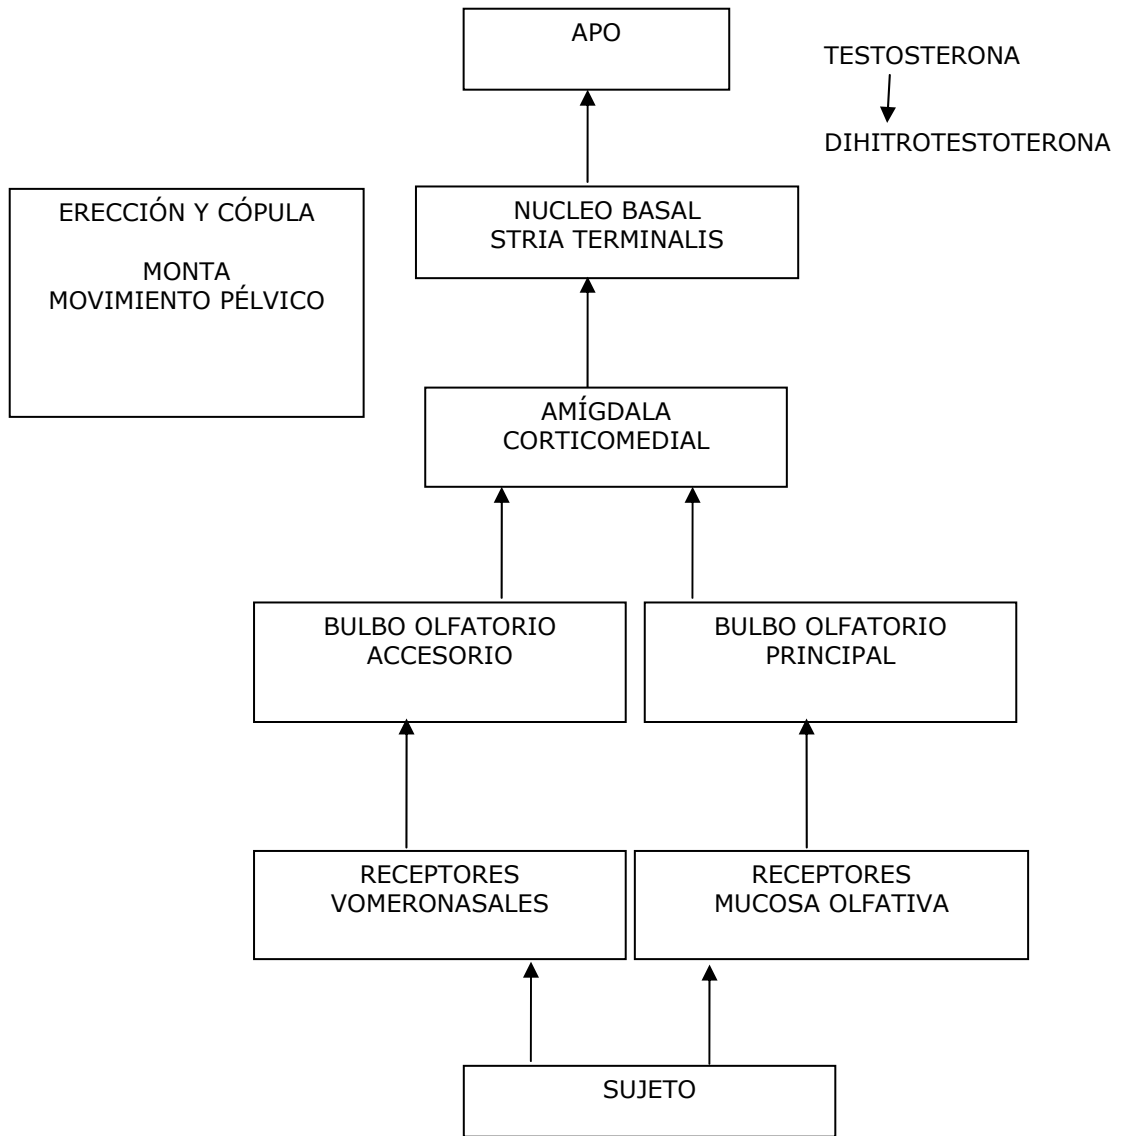 APO
TESTOSTERONA
DIHITROTESTOTERONA
ERECCIÓN Y CÓPULA
MONTA
MOVIMIENTO PÉLVICO
NUCLEO BASAL
STRIA TERMINALIS
AMÍGDALA
CORTICOMEDIAL
BULBO OLFATORIO
ACCESORIO
BULBO OLFATORIO
PRINCIPAL
RECEPTORES
VOMERONASALES
RECEPTORES
MUCOSA OLFATIVA
SUJETO